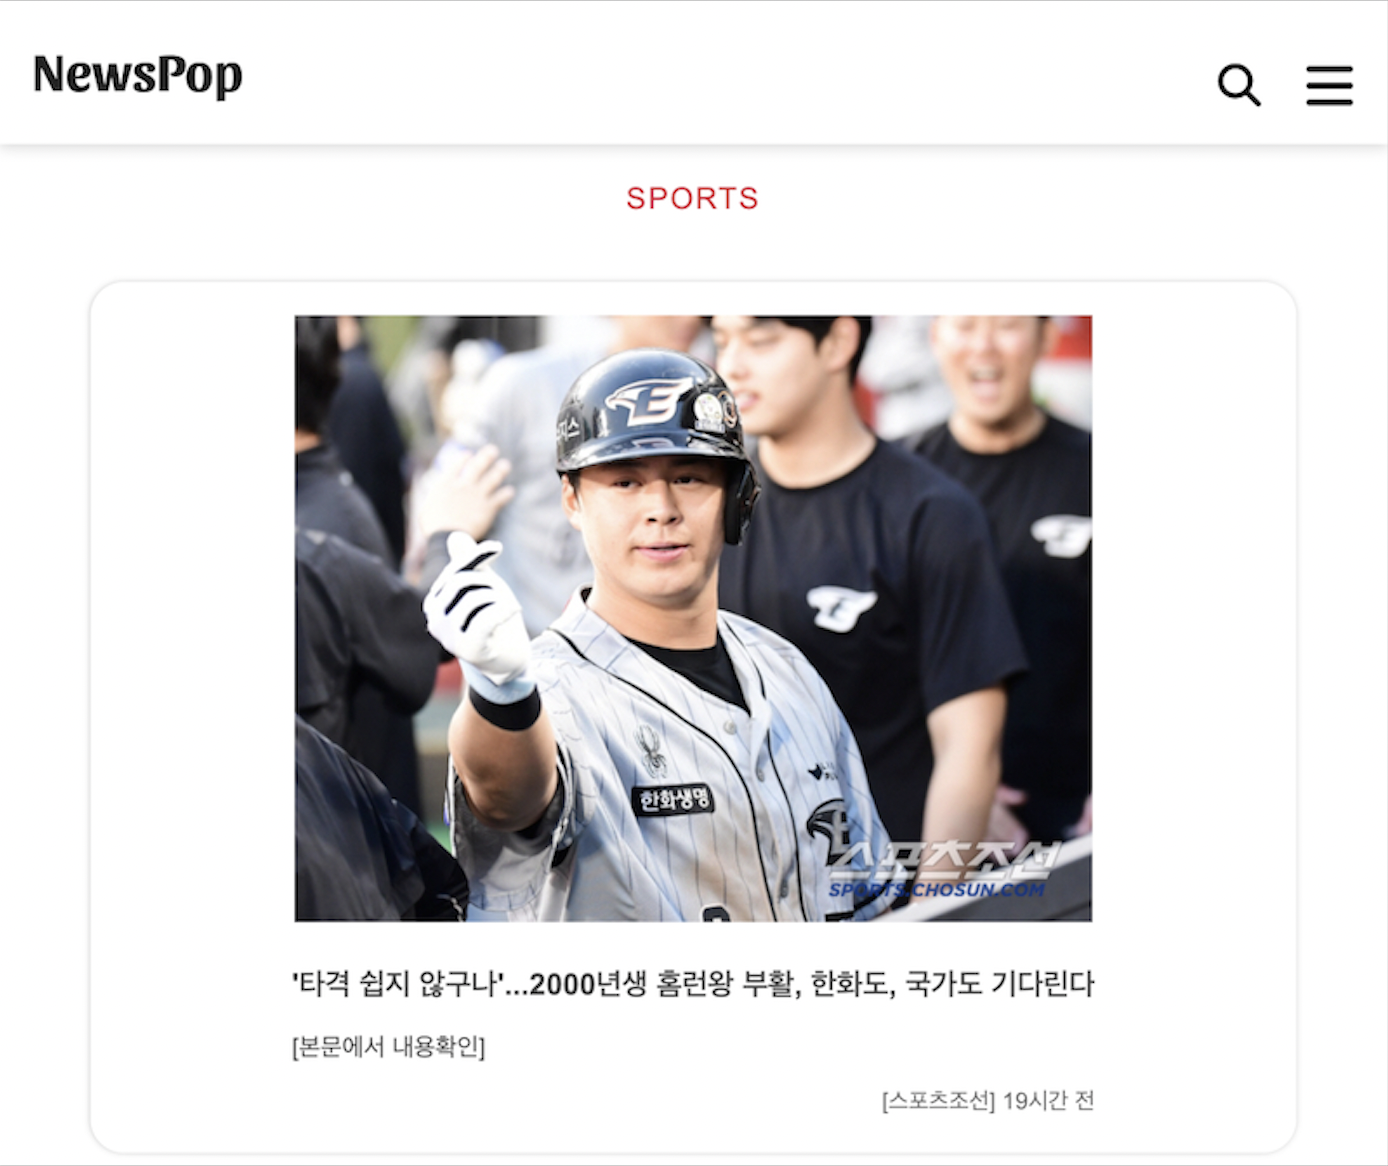 NewsPop
SPORTS
한화생명
스포츠조선
SPORTS.CHOSUN.COM
'타격 쉽지 않구나'...2000년생 홈런왕 부활, 한화도, 국가도 기다린다
[본문에서 내용확인]
[스포츠조선] 19시간 전